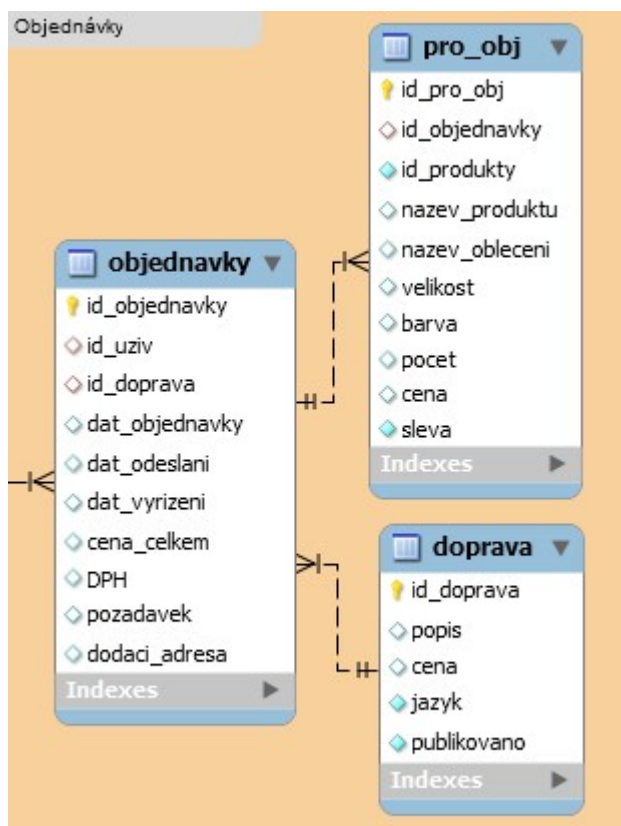 Objednávky
pro_obj
id_pro_obj
id_objednavky
id_produkty
nazev_produktu
nazev_obleceni
velikost
barva
pocet
cena
sleva
Indexes
objednavky
id_objednavky
id_uziv
id_doprava
dat_objednavky
dat_odeslani
dat_vyrizeni
cena_celkem
DPH
pozadavek
dodaci_adresa
Indexes
doprava
id_doprava
popis
cena
jazyk
publikovano
Indexes